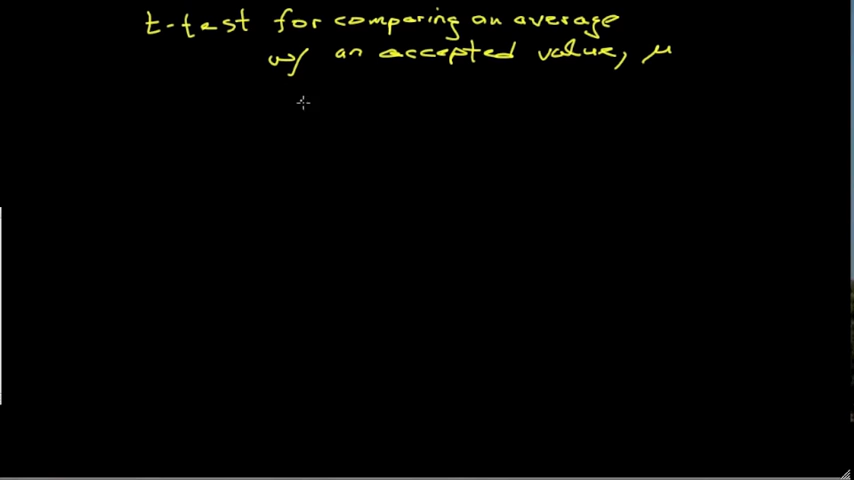 t-test for comparing an average
w/ an accepted value, μ